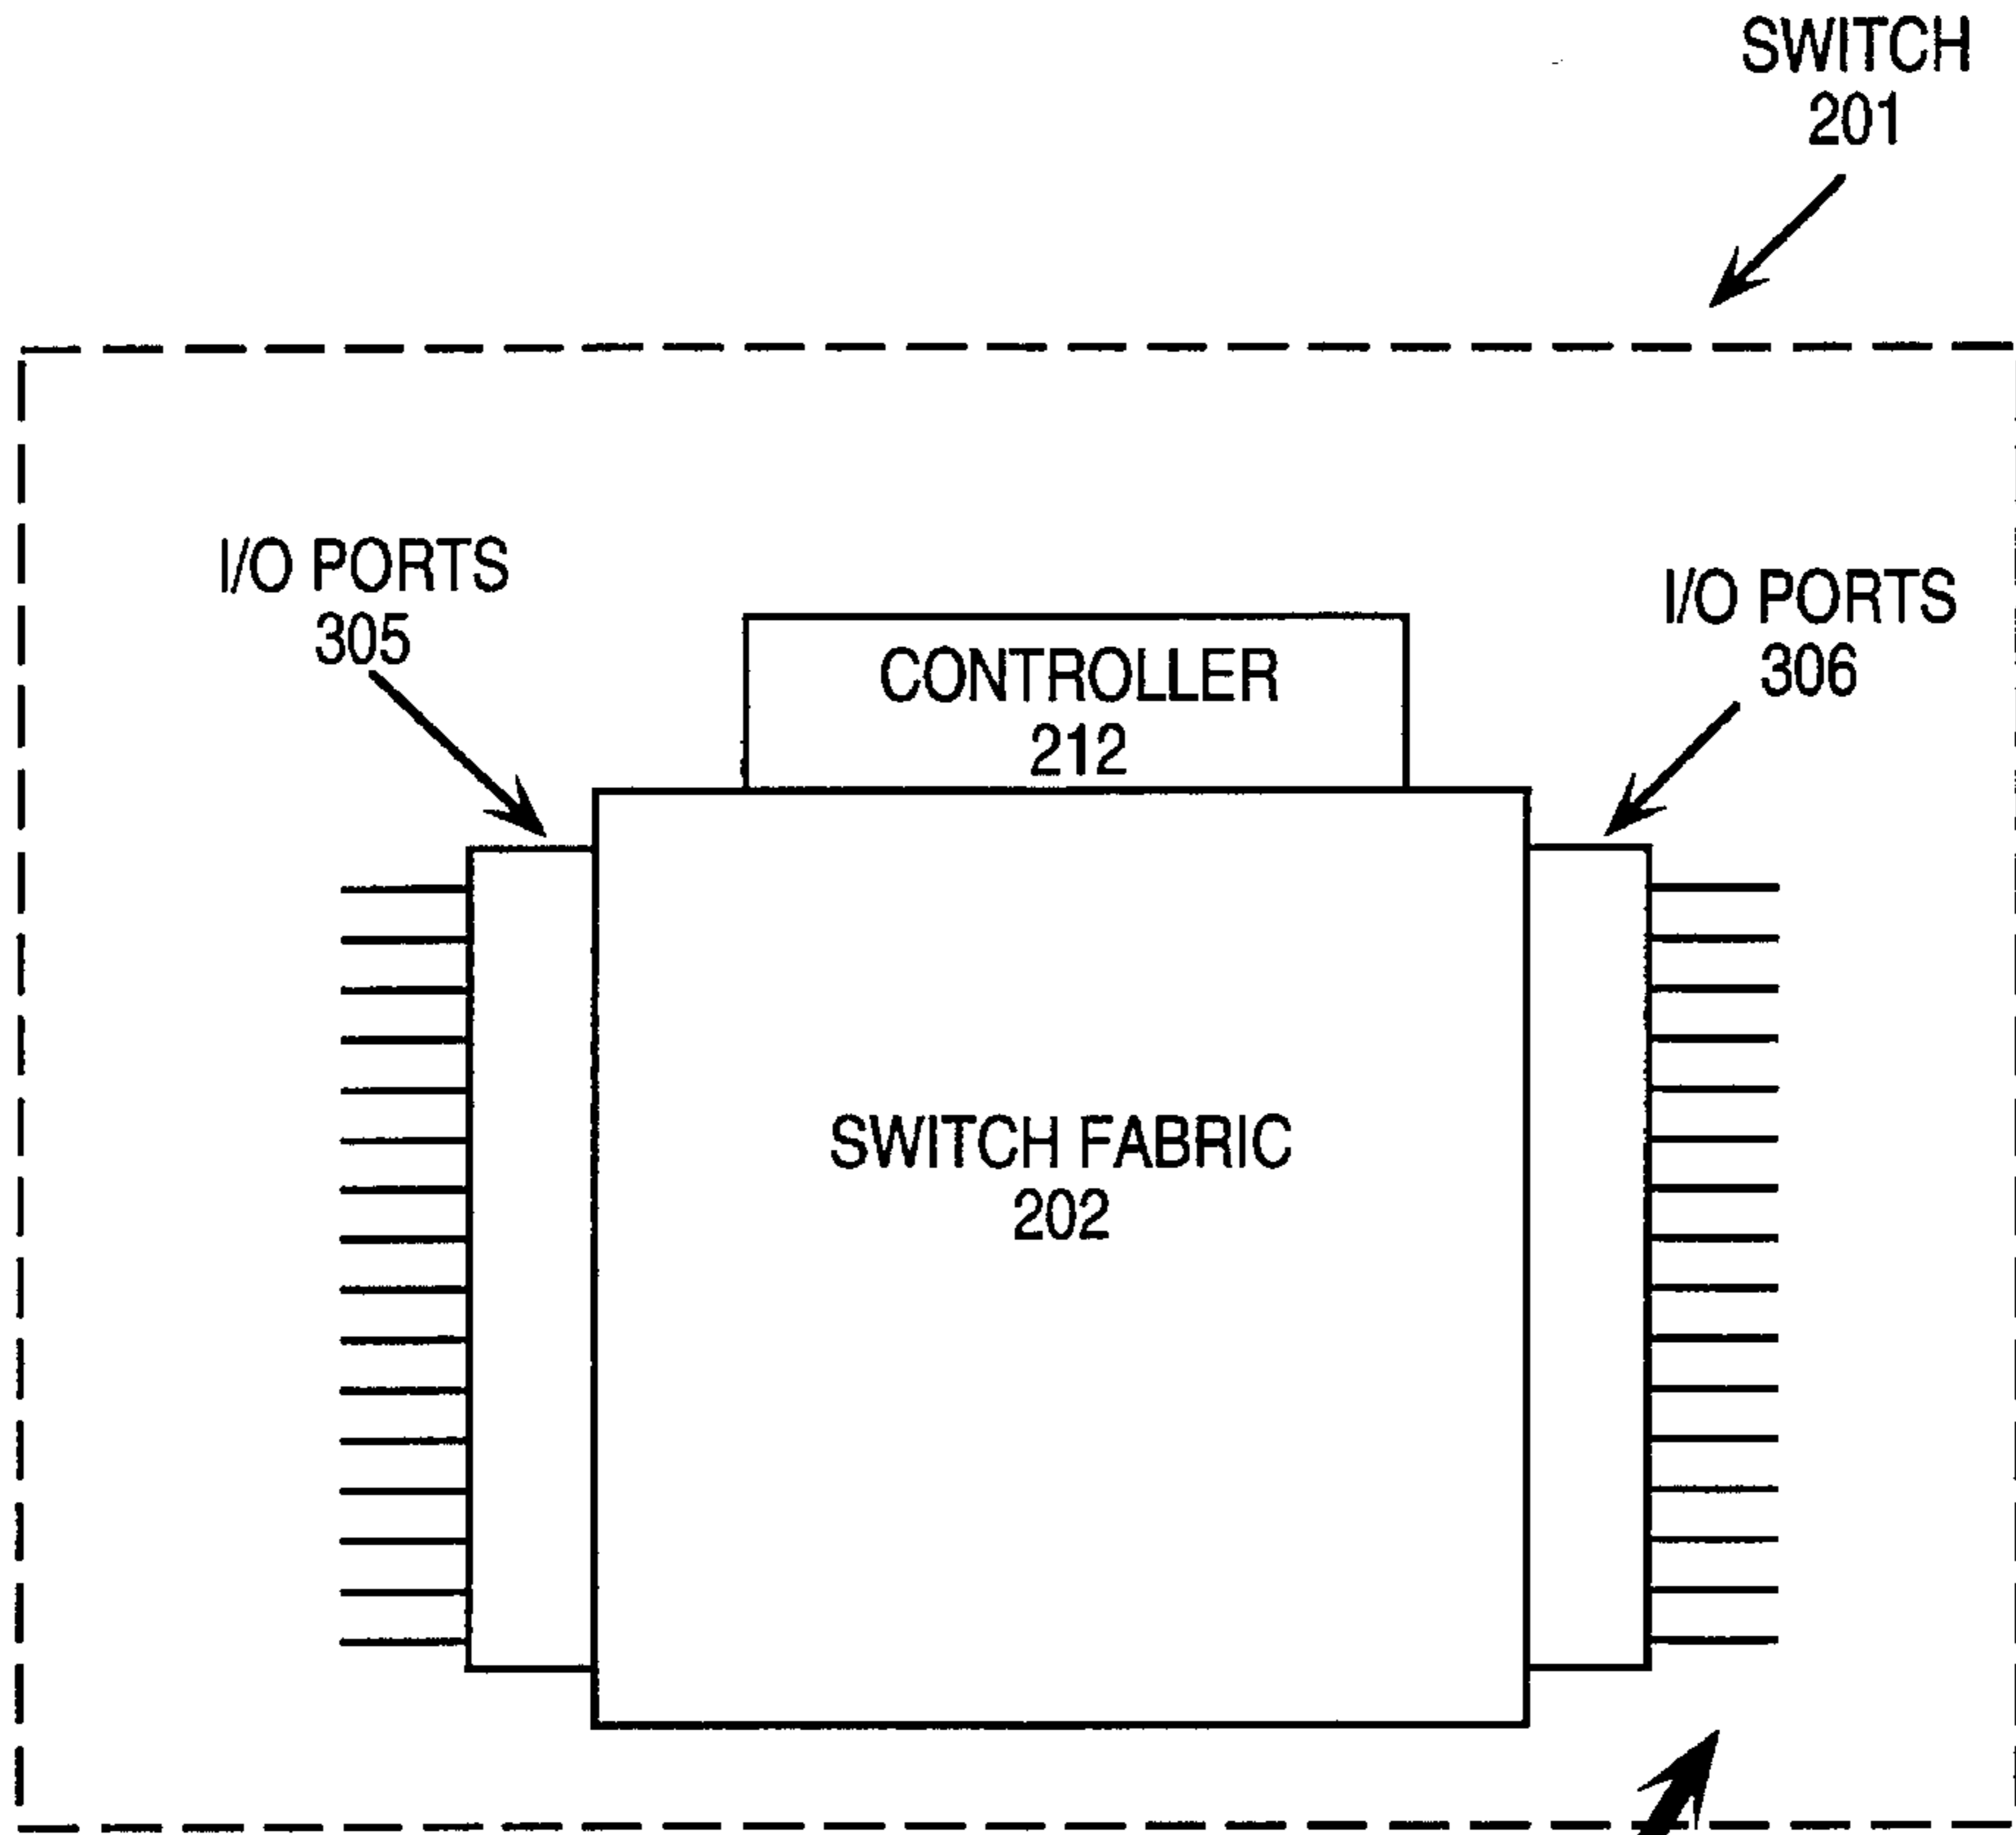 SWITCH
201
I/O PORTS
305
I/O PORTS
306
CONTROLLER
212
SWITCH FABRIC
202